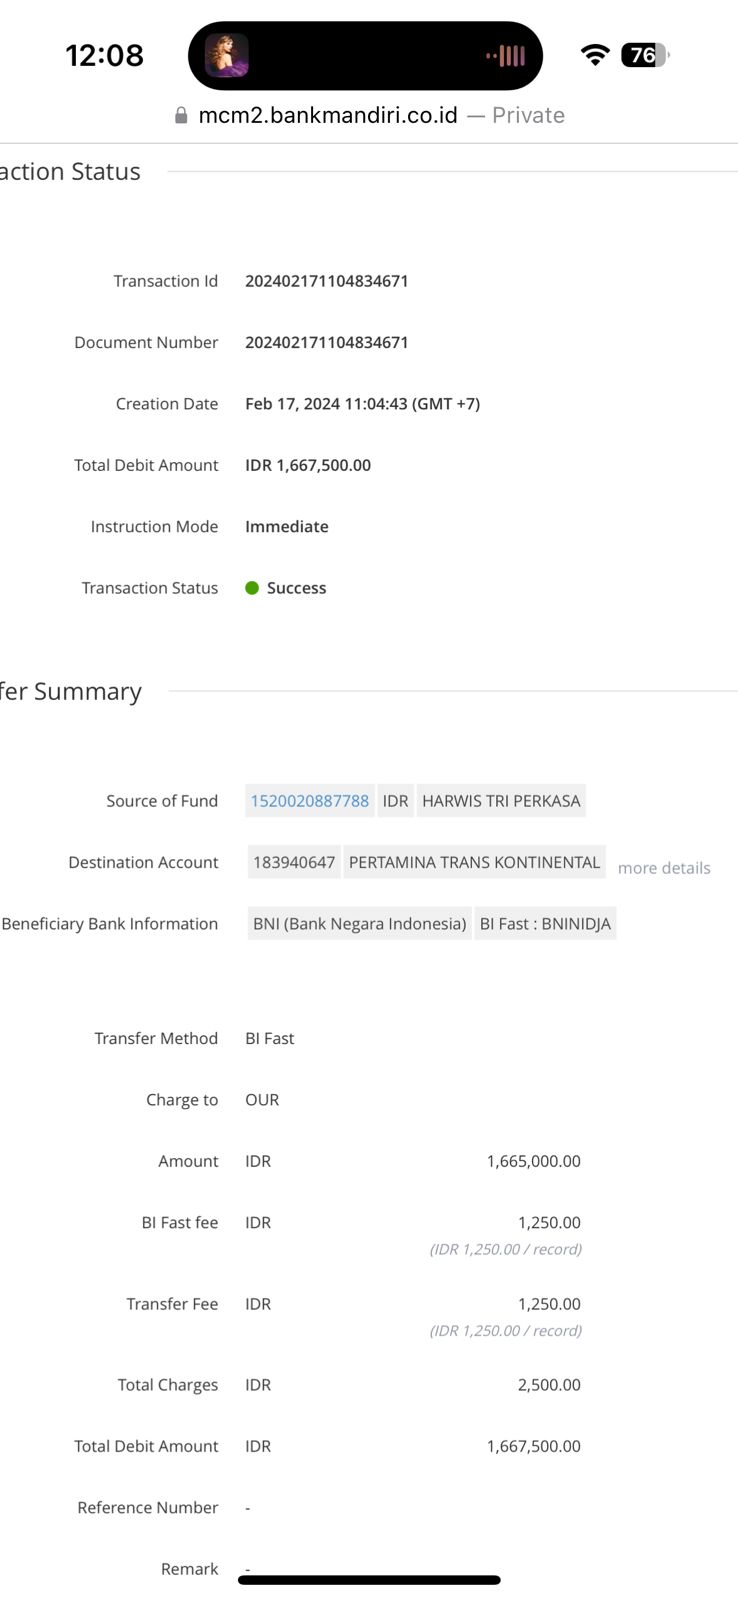 12:08
76
mcm2.bankmandiri.co.id — Private
action Status
Transaction Id 202402171104834671
Document Number 202402171104834671
Creation Date Feb 17, 2024 11:04:43 (GMT +7)
Total Debit Amount IDR 1,667,500.00
Instruction Mode Immediate
Transaction Status Success
fer Summary
Source of Fund 1520020887788 IDR HARWIS TRI PERKASA
Destination Account 183940647 PERTAMINA TRANS KONTINENTAL more details
Beneficiary Bank Information BNI (Bank Negara Indonesia) BI Fast : BNINIDJA
Transfer Method BI Fast
Charge to OUR
Amount IDR 1,665,000.00
BI Fast fee IDR 1,250.00
(IDR 1,250.00 / record)
Transfer Fee IDR 1,250.00
(IDR 1,250.00 / record)
Total Charges IDR 2,500.00
Total Debit Amount IDR 1,667,500.00
Reference Number -
Remark -